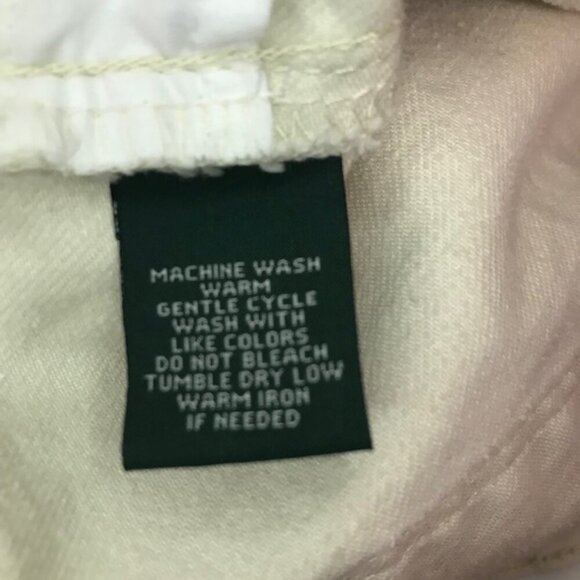 MACHINE WASH
WARM
GENTLE CYCLE
WASH WITH
LIKE COLORS
DO NOT BLEACH
TUMBLE DRY LOW
WARM IRON
IF NEEDED